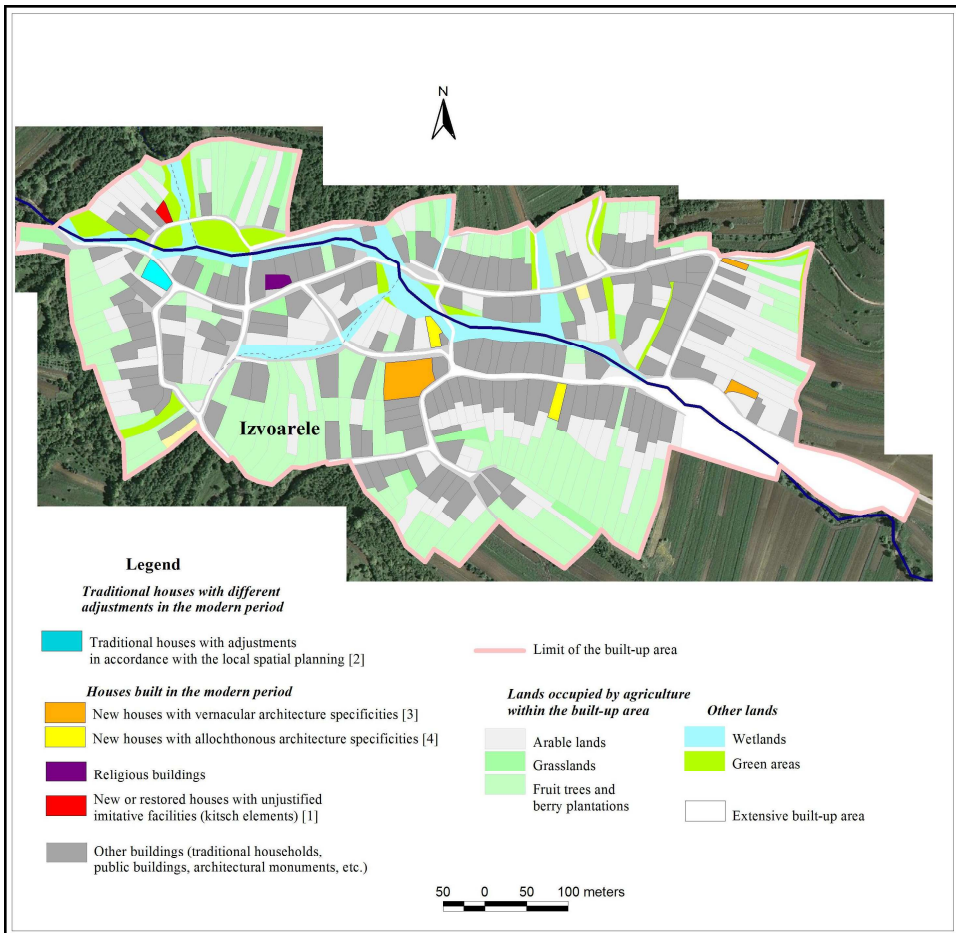 N
Izvoarele
Legend
Traditional houses with different
adjustments in the modern period
Traditional houses with adjustments
in accordance with the local spatial planning [2]
Houses built in the modern period
New houses with vernacular architecture specificities [3]
New houses with allochthonous architecture specificities [4]
Religious buildings
New or restored houses with unjustified
imitative facilities (kitsch elements) [1]
Other buildings (traditional households,
public buildings, architectural monuments, etc.)
Limit of the built-up area
Lands occupied by agriculture
within the built-up area
Arable lands
Grasslands
Fruit trees and
berry plantations
Other lands
Wetlands
Green areas
Extensive built-up area
50 0 50 100 meters